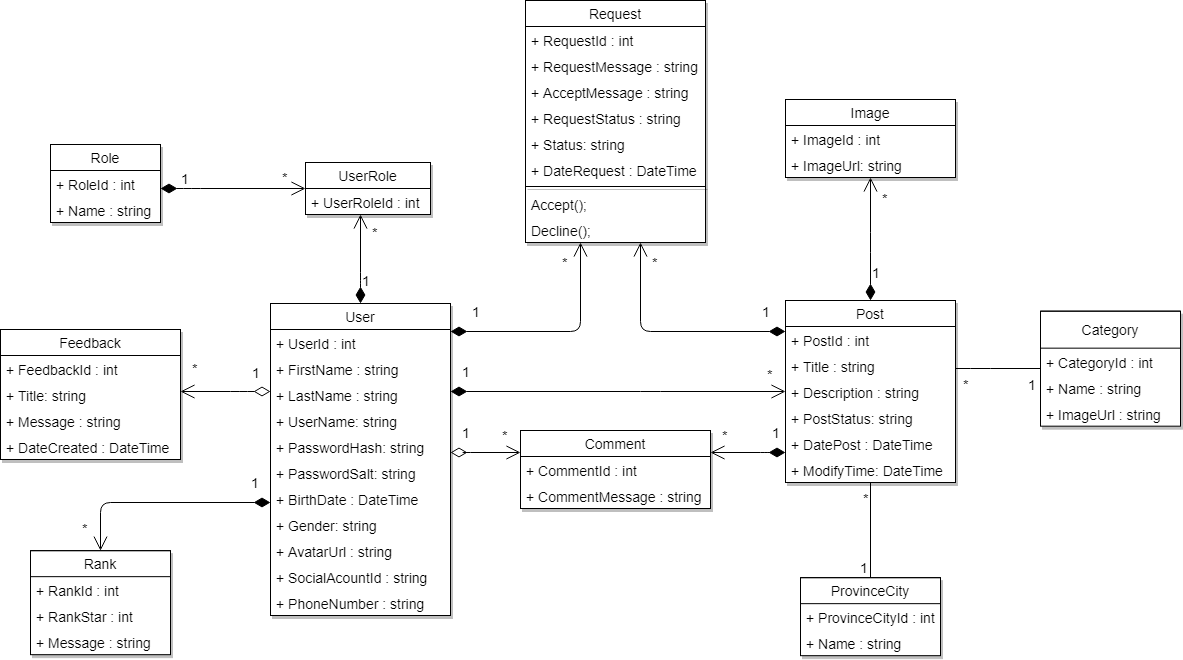 Request
+ RequestId : int
+ RequestMessage : string
+ AcceptMessage : string
+ RequestStatus : string
+ Status: string
+ DateRequest : DateTime
Accept();
Decline();
Image
+ ImageId : int
+ ImageUrl: string
Role
+ RoleId : int
+ Name : string
1
*
UserRole
+ UserRoleId : int
*
1
*
*
*
1
User
+ UserId : int
+ FirstName : string
+ LastName : string
+ UserName: string
+ PasswordHash: string
+ PasswordSalt: string
+ BirthDate : DateTime
+ Gender: string
+ AvatarUrl : string
+ SocialAcountId : string
+ PhoneNumber : string
1
1
Post
+ PostId : int
+ Title : string
+ Description : string
+ PostStatus: string
+ DatePost : DateTime
+ ModifyTime: DateTime
Category
+ CategoryId : int
+ Name : string
+ ImageUrl : string
*
1
Feedback
+ FeedbackId : int
+ Title: string
+ Message : string
+ DateCreated : DateTime
*
1
1
*
1
*
Comment
+ CommentId : int
+ CommentMessage : string
*
1
1
*
Rank
+ RankId : int
+ RankStar : int
+ Message : string
*
1
ProvinceCity
+ ProvinceCityId : int
+ Name : string